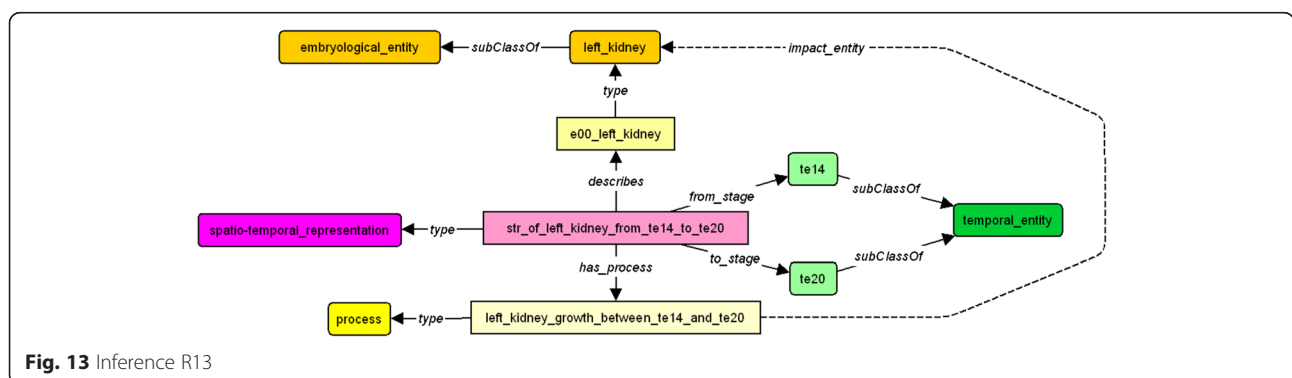 embryological_entity
subClassOf
left_kidney
impact_entity
type
e00_left_kidney
describes
from_stage
te14
subClassOf
spatio-temporal_representation
type
str_of_left_kidney_from_te14_to_te20
temporal_entity
has_process
to_stage
te20
subClassOf
process
type
left_kidney_growth_between_te14_and_te20
Fig. 13 Inference R13